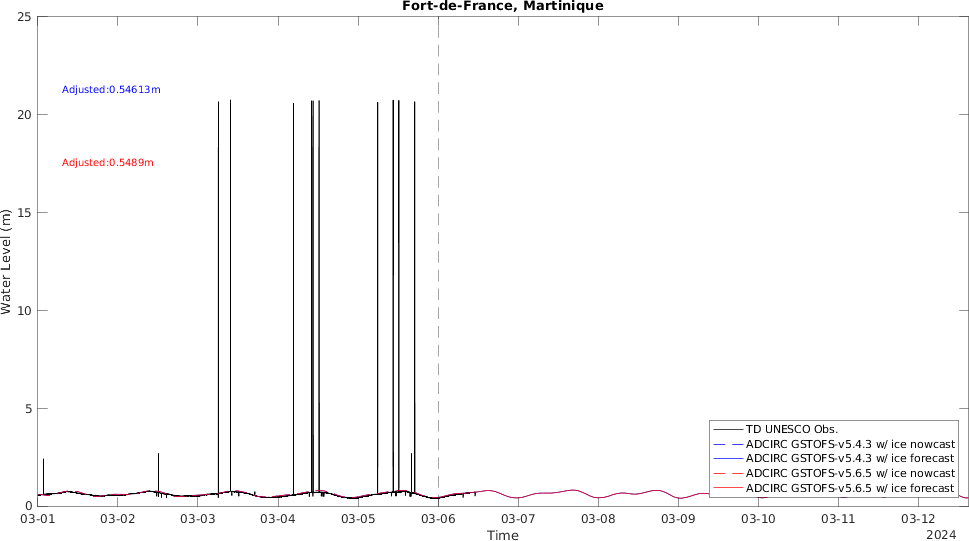 Fort-de-France, Martinique
25
20
15
10
5
0
Water Level (m)
Adjusted:0.54613m
Adjusted:0.5489m
TD UNESCO Obs.
ADCIRC GSTOFS-v5.4.3 w/ ice nowcast
ADCIRC GSTOFS-v5.4.3 w/ ice forecast
ADCIRC GSTOFS-v5.6.5 w/ ice nowcast
ADCIRC GSTOFS-v5.6.5 w/ ice forecast
03-01 03-02 03-03 03-04 03-05 03-06 03-07 03-08 03-09 03-10 03-11 03-12
Time
2024